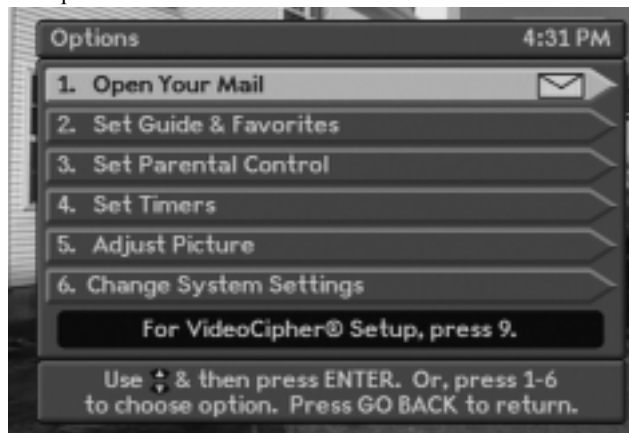 Options 4:31 PM
1. Open Your Mail
2. Set Guide & Favorites
3. Set Parental Control
4. Set Timers
5. Adjust Picture
6. Change System Settings
For VideoCipher® Setup, press 9.
Use & then press ENTER. Or, press 1-6
to choose option. Press GO BACK to return.